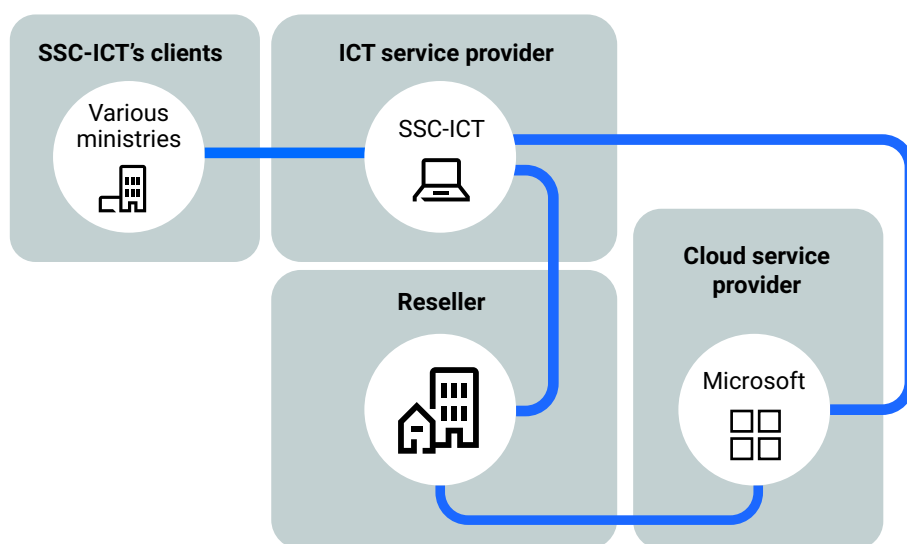 SSC-ICT's clients
Various
ministries
ICT service provider
SSC-ICT
Reseller
Cloud service
provider
Microsoft